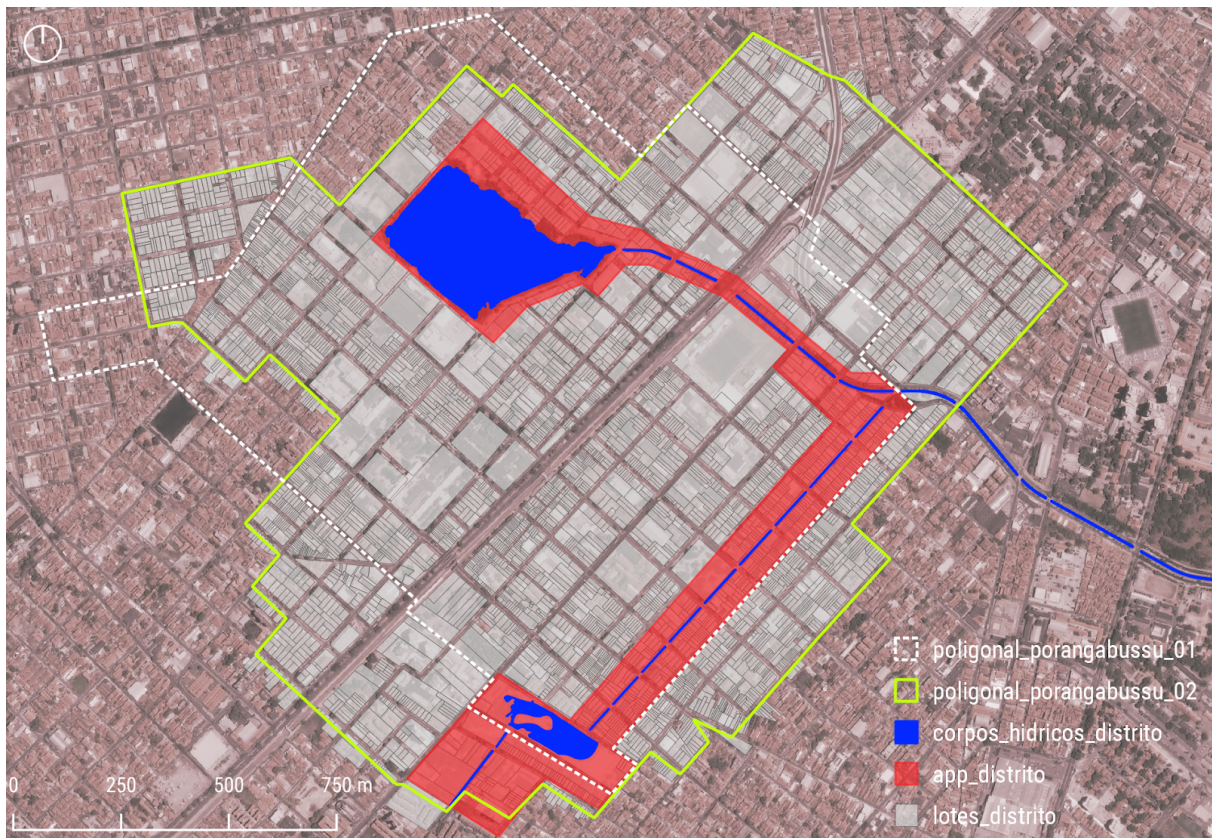 poligonal_porangabussu_01
poligonal_porangabussu_02
corpos_hidricos_distrito
app_distrito
lotes_distrito
0 250 500 750 m